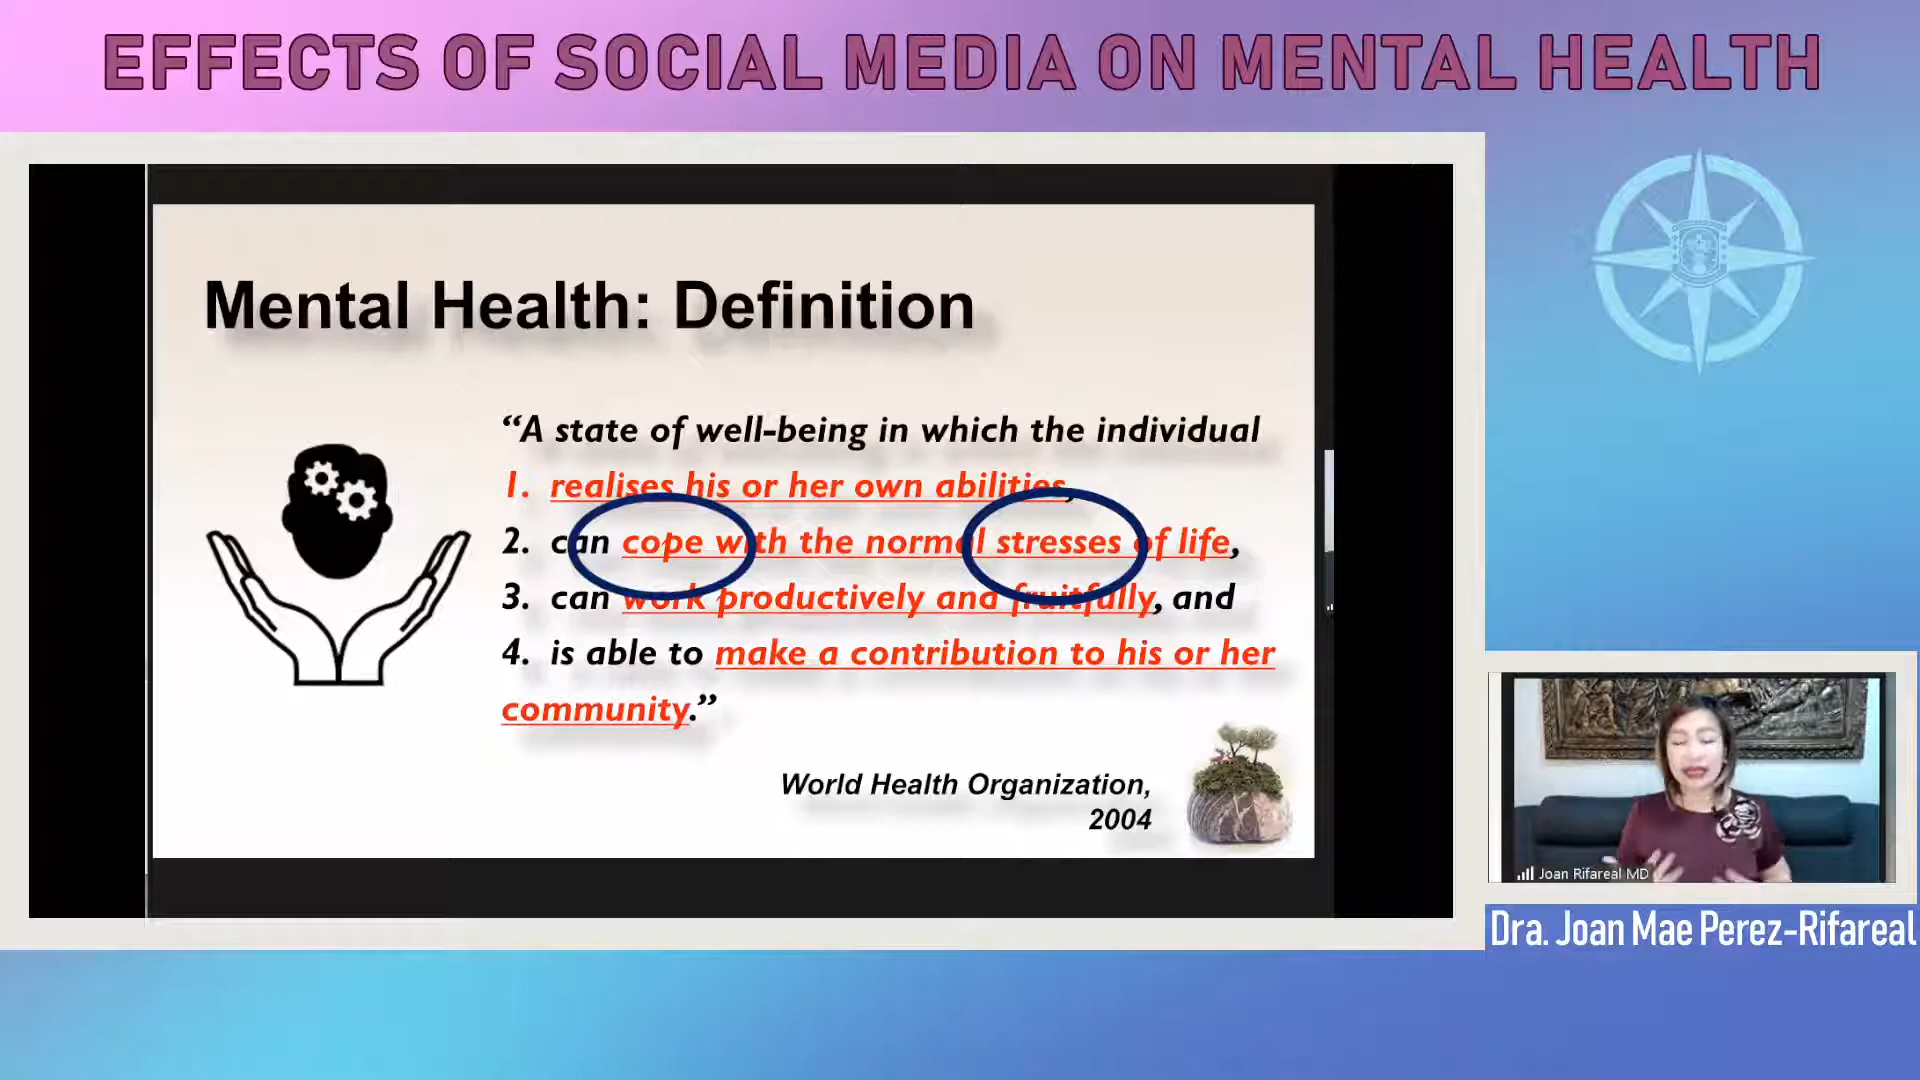 EFFECTS OF SOCIAL MEDIA ON MENTAL HEALTH
Mental Health: Definition
“A state of well-being in which the individual
1. realises his or her own abilities,
2. can cope with the normal stresses of life,
3. can work productively and fruitfully, and
4. is able to make a contribution to his or her
community.”
World Health Organization,
2004
Joan Rifareal MD
Dra. Joan Mae Perez-Rifareal